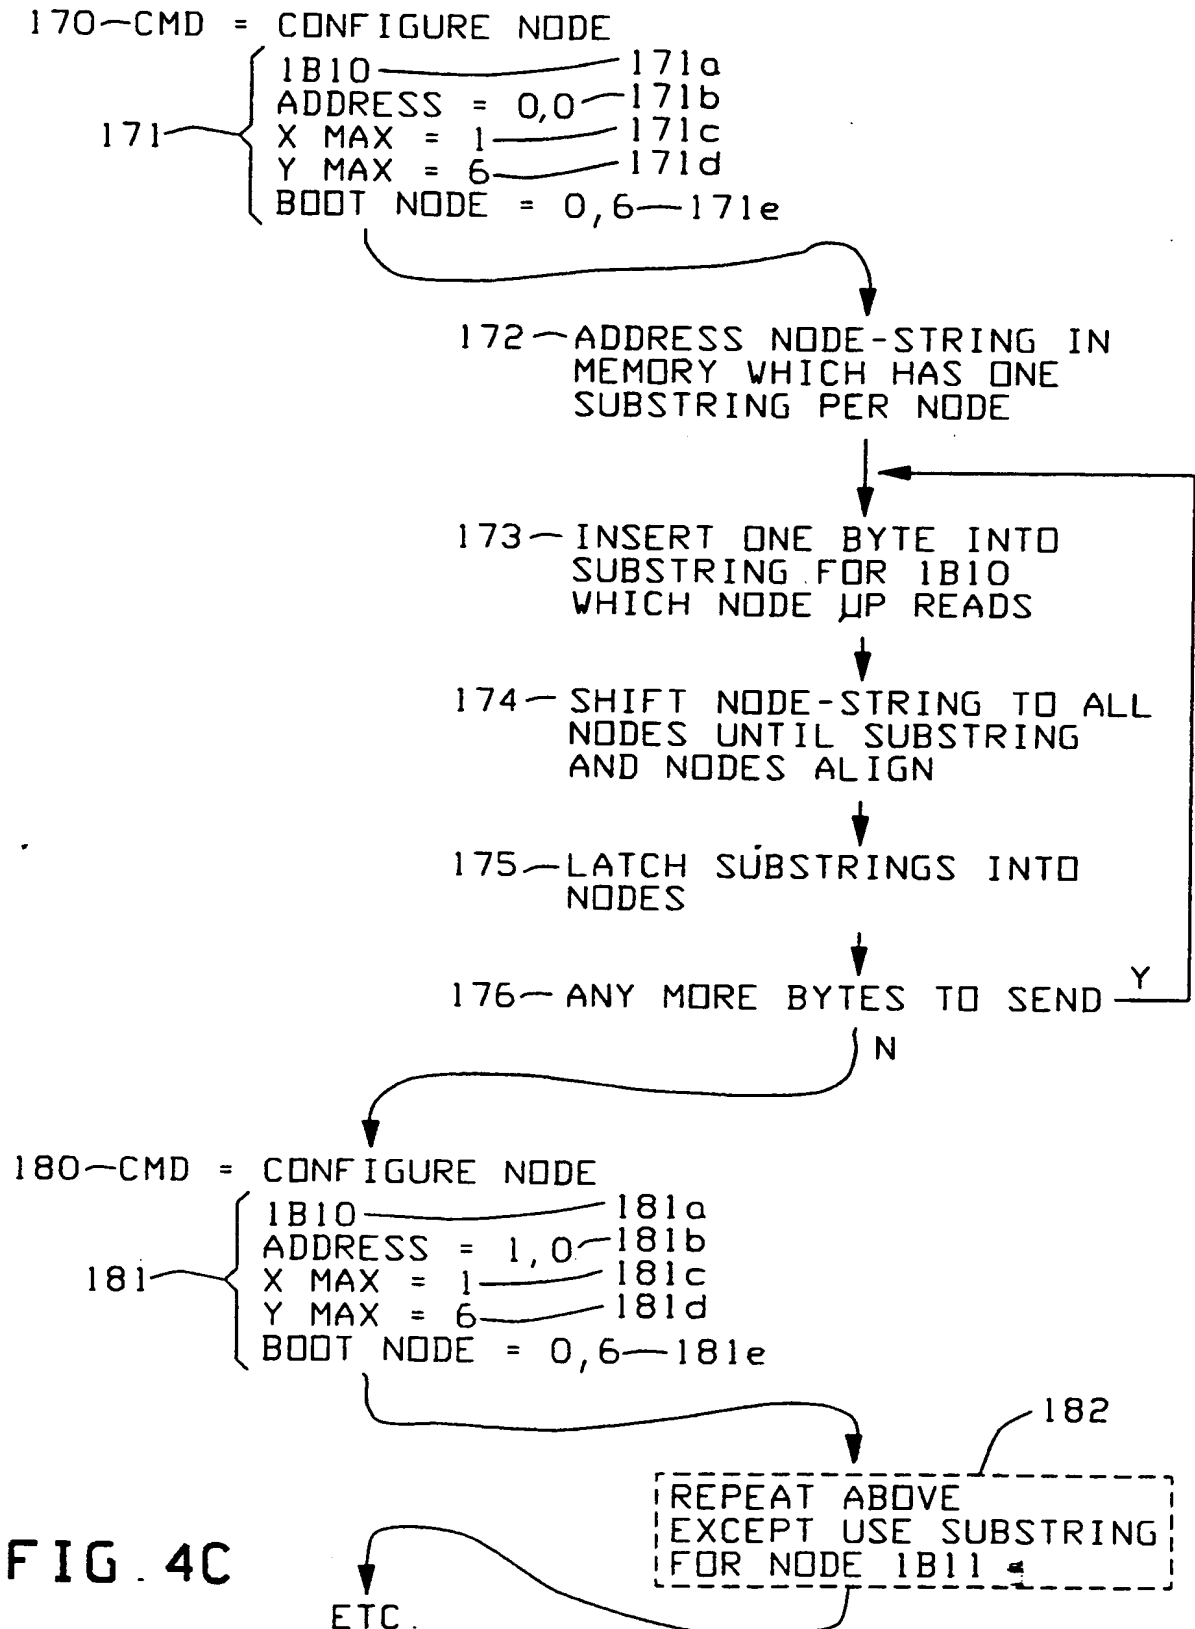 170 CMD = CONFIGURE NODE
1B10 171a
ADDRESS = 0,0 171b
171 X MAX = 1 171c
Y MAX = 6 171d
BOOT NODE = 0,6 171e
172 ADDRESS NODE-STRING IN
MEMORY WHICH HAS ONE
SUBSTRING PER NODE
173 INSERT ONE BYTE INTO
SUBSTRING FOR 1B10
WHICH NODE µP READS
174 SHIFT NODE-STRING TO ALL
NODES UNTIL SUBSTRING
AND NODES ALIGN
175 LATCH SUBSTRINGS INTO
NODES
176 ANY MORE BYTES TO SEND Y
N
180 CMD = CONFIGURE NODE
1B10 181a
ADDRESS = 1,0 181b
181 X MAX = 1 181c
Y MAX = 6 181d
BOOT NODE = 0,6 181e
182
REPEAT ABOVE
EXCEPT USE SUBSTRING
FOR NODE 1B11
FIG. 4C
ETC.